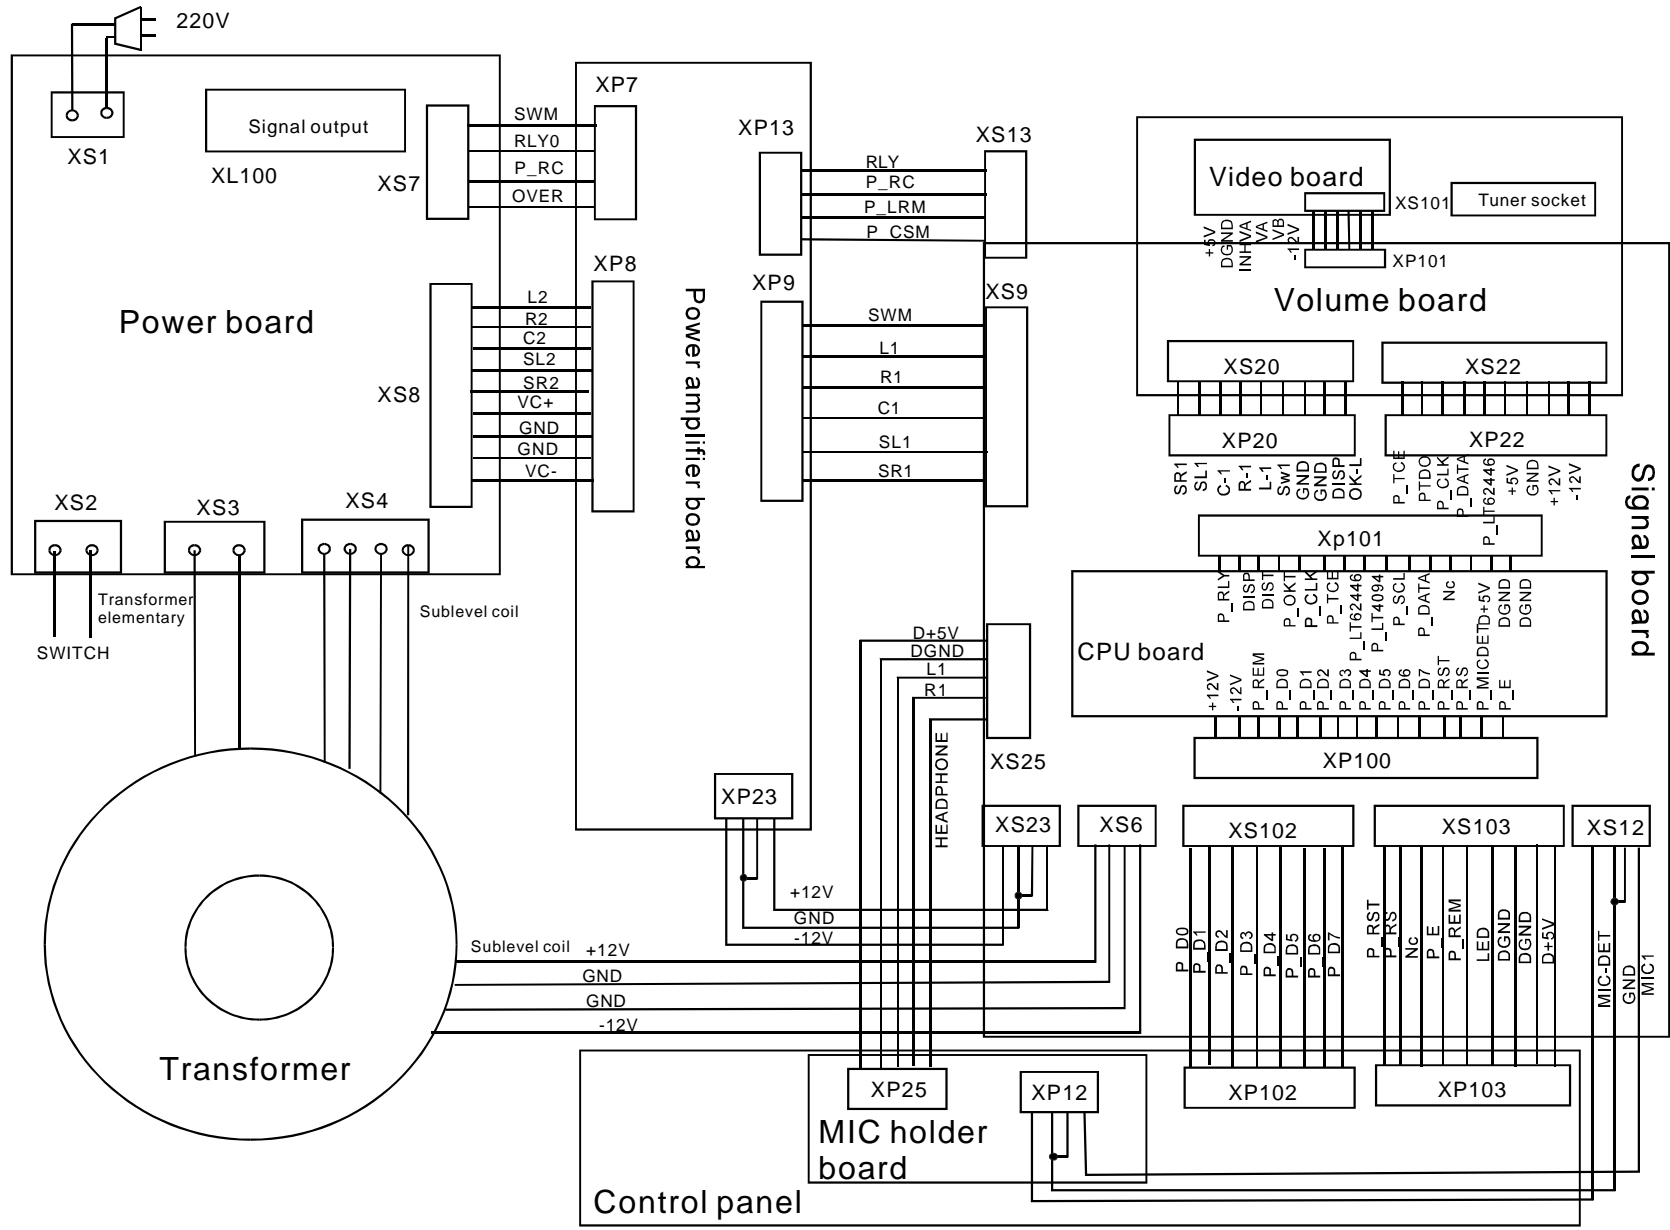 220V
XS1
Signal output
XL100
XS7
SWM
RLY0
P_RC
OVER
XP7
XP13
RLY
P_RC
P_LRM
P_CSM
XS13
Video board
XS101
Tuner socket
+5V
DGND
INHVA
VA
VB
-12V
XP101
Volume board
Power board
XS8
L2
R2
C2
SL2
SR2
VC+
GND
GND
VC-
XP8
Power amplifier board
XP9
SWM
L1
R1
C1
SL1
SR1
XS9
XS20
XS22
XP20
XP22
SR1
SL1
C-1
R-1
L-1
Sw1
GND
GND
DISP
OK-L
P_TCE
PTDO
P_CLK
P_DATA
P_LT62446
+5V
GND
+12V
-12V
Signal board
Xp101
P_RLY
DISP
DIST
P_OKT
P_CLK
P_TCE
P_LT62446
P_LT4094
P_SCL
P_DATA
Nc
D+5V
DGND
DGND
CPU board
+12V
-12V
P_REM
P_D0
P_D1
P_D2
P_D3
P_D4
P_D5
P_D6
P_D7
P_RST
P_RS
P_MICDET
P_E
XP100
XS2
XS3
XS4
Transformer
elementary
SWITCH
Sublevel coil
D+5V
DGND
L1
R1
HEADPHONE
XS25
XP23
XS23
XS6
XS102
XS103
XS12
+12V
GND
-12V
Sublevel coil
+12V
GND
GND
-12V
P_D0
P_D1
P_D2
P_D3
P_D4
P_D5
P_D6
P_D7
P_RST
P_RS
Nc
P_E
P_REM
LED
DGND
DGND
D+5V
MIC-DET
GND
MIC1
Transformer
XP25
XP12
XP102
XP103
MIC holder
board
Control panel